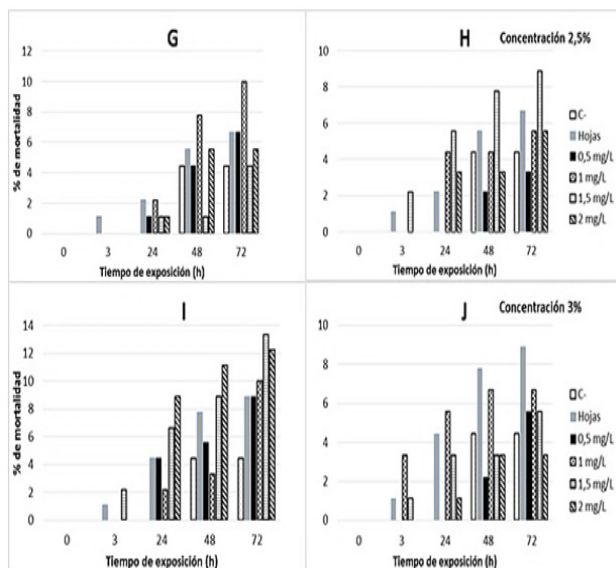 G
% de mortalidad
12
10
8
6
4
2
0
0 3 24 48 72
Tiempo de exposición (h)
H Concentración 2,5%
10
8
6
4
2
0
0 3 24 48 72
Tiempo de exposición (h)
C-
Hojas
0,5 mg/L
1 mg/L
1,5 mg/L
2 mg/L
I
% de mortalidad
14
12
10
8
6
4
2
0
0 3 24 48 72
Tiempo de exposición (h)
J Concentración 3%
10
8
6
4
2
0
0 3 24 48 72
Tiempo de exposición (h)
C-
Hojas
0,5 mg/L
1 mg/L
1,5 mg/L
2 mg/L